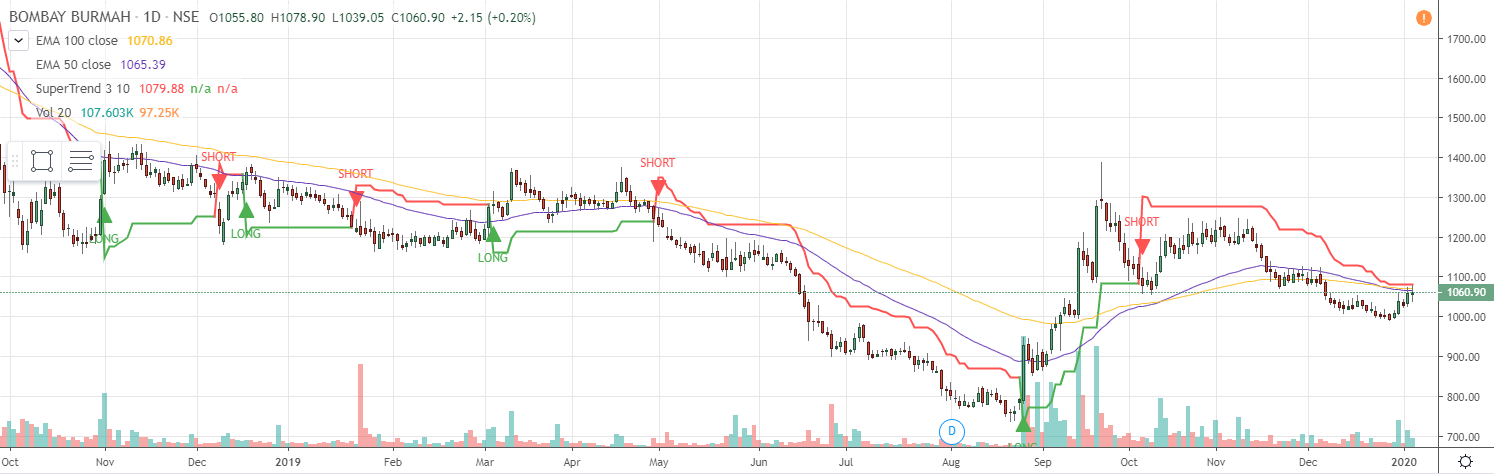 BOMBAY BURMAH · 1D · NSE O1055.80 H1078.90 L1039.05 C1060.90 +2.15 (+0.20%)
EMA 100 close 1070.86
EMA 50 close 1065.39
SuperTrend 3 10 1079.88 n/a n/a
Vol 20 107.603K 97.25K
!
1700.00
1600.00
1500.00
1400.00
1300.00
1200.00
1100.00
1060.90
1000.00
900.00
800.00
700.00
SHORT
SHORT
SHORT
SHORT
LONG
LONG
LONG
LONG
D
Oct Nov Dec 2019 Feb Mar Apr May Jun Jul Aug Sep Oct Nov Dec 2020